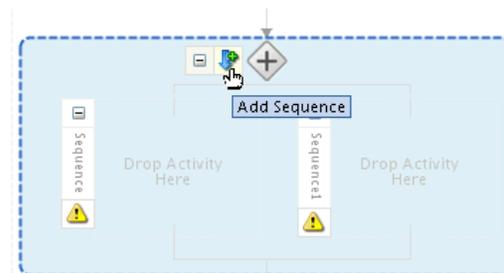 Add Sequence
Sequence
Drop Activity
Here
Sequence1
Drop Activity
Here